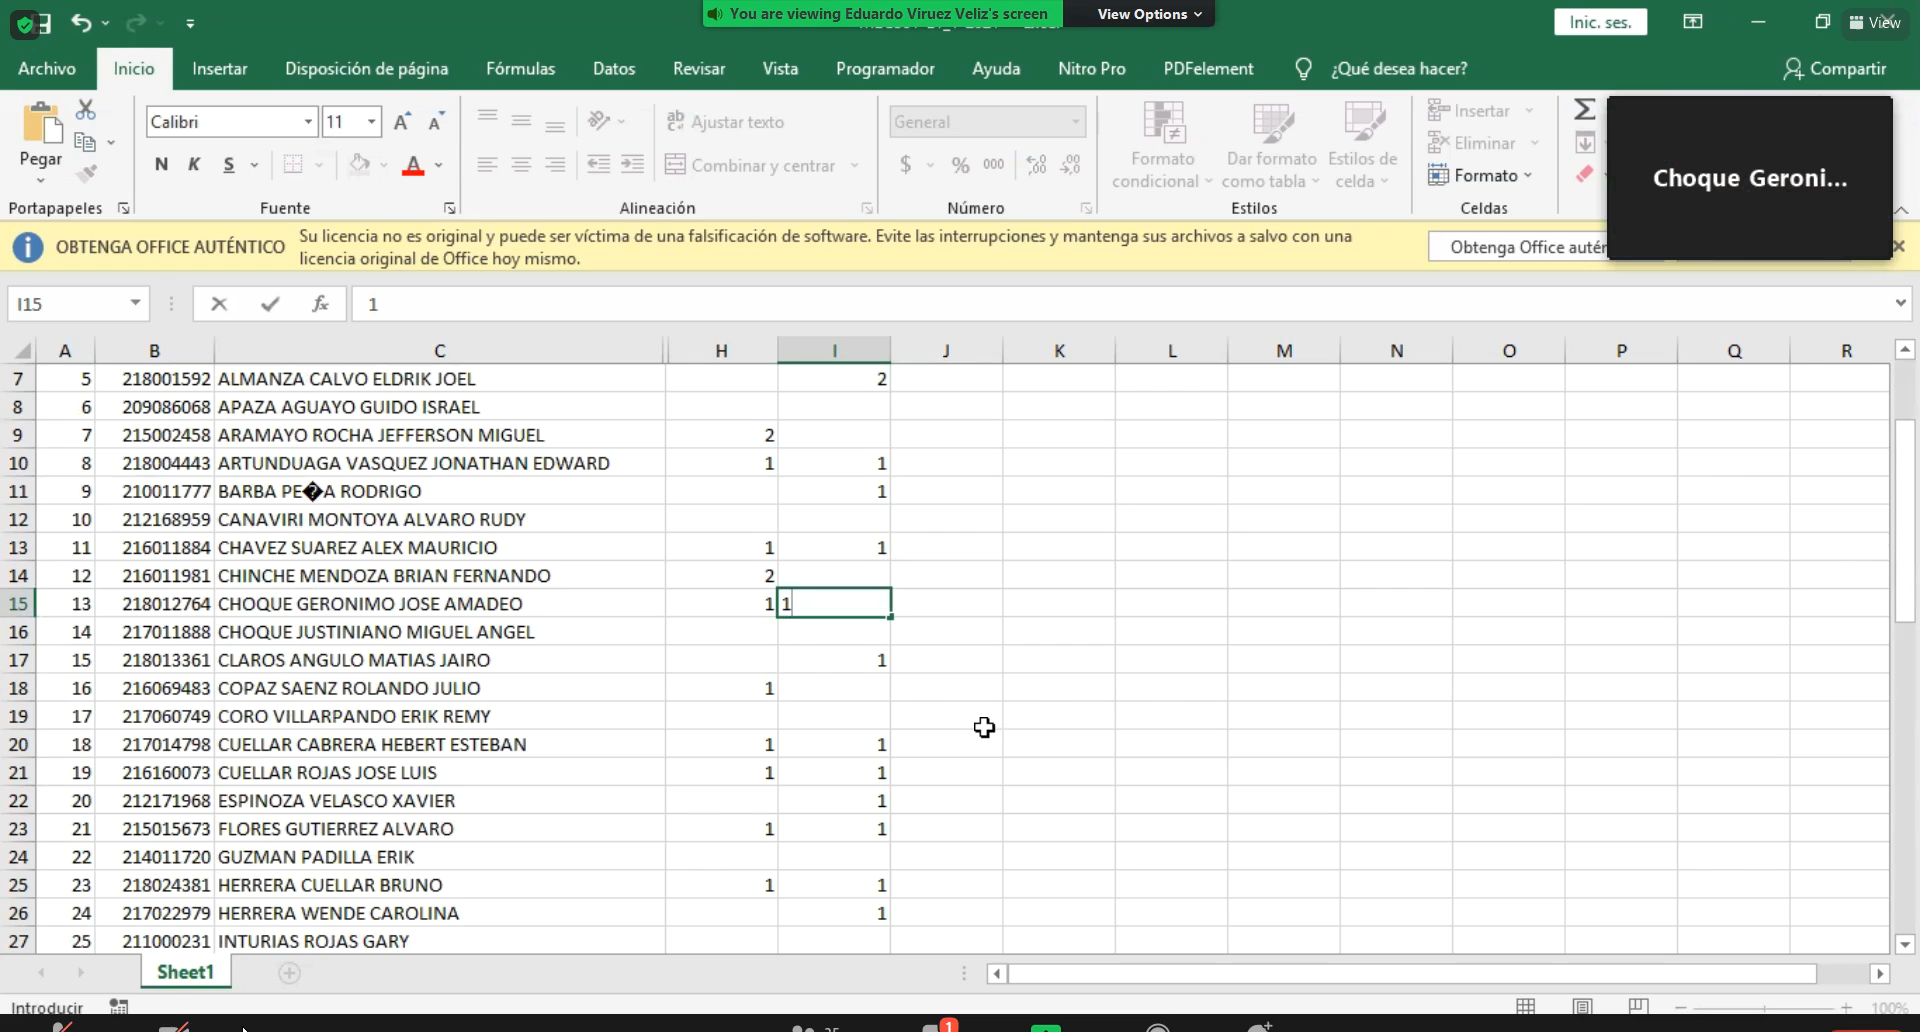 You are viewing Eduardo Viruez Veliz's screen
View Options
Inic. ses.
View
Archivo Inicio Insertar Disposición de página Fórmulas Datos Revisar Vista Programador Ayuda Nitro Pro PDFelement ¿Qué desea hacer? Compartir
Pegar
Calibri 11
N K S
A
Ajustar texto
Combinar y centrar
General
$ % 000
Formato condicional
Dar formato como tabla
Estilos de celda
Insertar
Eliminar
Formato
Σ
Portapapeles Fuente Alineación Número Estilos Celdas
Choque Geroni...
OBTENGA OFFICE AUTÉNTICO
Su licencia no es original y puede ser víctima de una falsificación de software. Evite las interrupciones y mantenga sus archivos a salvo con una
licencia original de Office hoy mismo.
Obtenga Office autén
I15 fx 1
A B C H I J K L M N O P Q R
7 5 218001592 ALMANZA CALVO ELDRIK JOEL 2
8 6 209086068 APAZA AGUAYO GUIDO ISRAEL
9 7 215002458 ARAMAYO ROCHA JEFFERSON MIGUEL 2
10 8 218004443 ARTUNDUAGA VASQUEZ JONATHAN EDWARD 1 1
11 9 210011777 BARBA PE�A RODRIGO 1
12 10 212168959 CANAVIRI MONTOYA ALVARO RUDY
13 11 216011884 CHAVEZ SUAREZ ALEX MAURICIO 1 1
14 12 216011981 CHINCHE MENDOZA BRIAN FERNANDO 2
15 13 218012764 CHOQUE GERONIMO JOSE AMADEO 1 1
16 14 217011888 CHOQUE JUSTINIANO MIGUEL ANGEL
17 15 218013361 CLAROS ANGULO MATIAS JAIRO 1
18 16 216069483 COPAZ SAENZ ROLANDO JULIO 1
19 17 217060749 CORO VILLARPANDO ERIK REMY
20 18 217014798 CUELLAR CABRERA HEBERT ESTEBAN 1 1
21 19 216160073 CUELLAR ROJAS JOSE LUIS 1 1
22 20 212171968 ESPINOZA VELASCO XAVIER 1
23 21 215015673 FLORES GUTIERREZ ALVARO 1 1
24 22 214011720 GUZMAN PADILLA ERIK
25 23 218024381 HERRERA CUELLAR BRUNO 1 1
26 24 217022979 HERRERA WENDE CAROLINA 1
27 25 211000231 INTURIAS ROJAS GARY
Sheet1
Introducir 100%
1